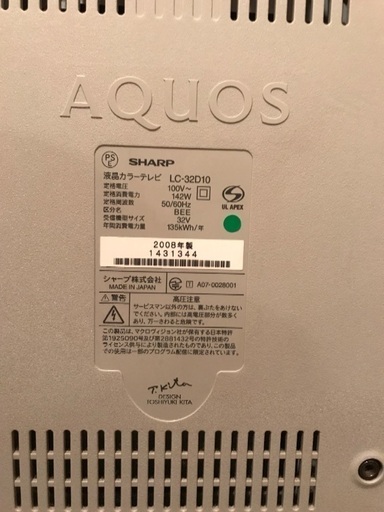 AQUOS
PS E SHARP
液晶カラーテレビ LC-32D10
定格電圧 100V~
定格消費電力 142W
定格周波数 50/60Hz
区分名 BEE
受信機型サイズ 32V
年間消費電力量 135kWh/年
UL APEX
2008年製
1431344
シャープ株式会社
MADE IN JAPAN
1 A07-0028001
警告
高圧注意
サービスマン以外の方は、裏ぶたをあけない
でください。内部には高電圧部分が数多く
あり、万一さわると危険です。
この製品は、マクロヴィジョン社が保有する日本特許
第1925090号及び第2881432号の特許技術の
ライセンス供与により製造されたものであって、この製品
での使用は一部のプログラム配信に限定されています。
T. Kita
DESIGN
TOSHIYUKI KITA